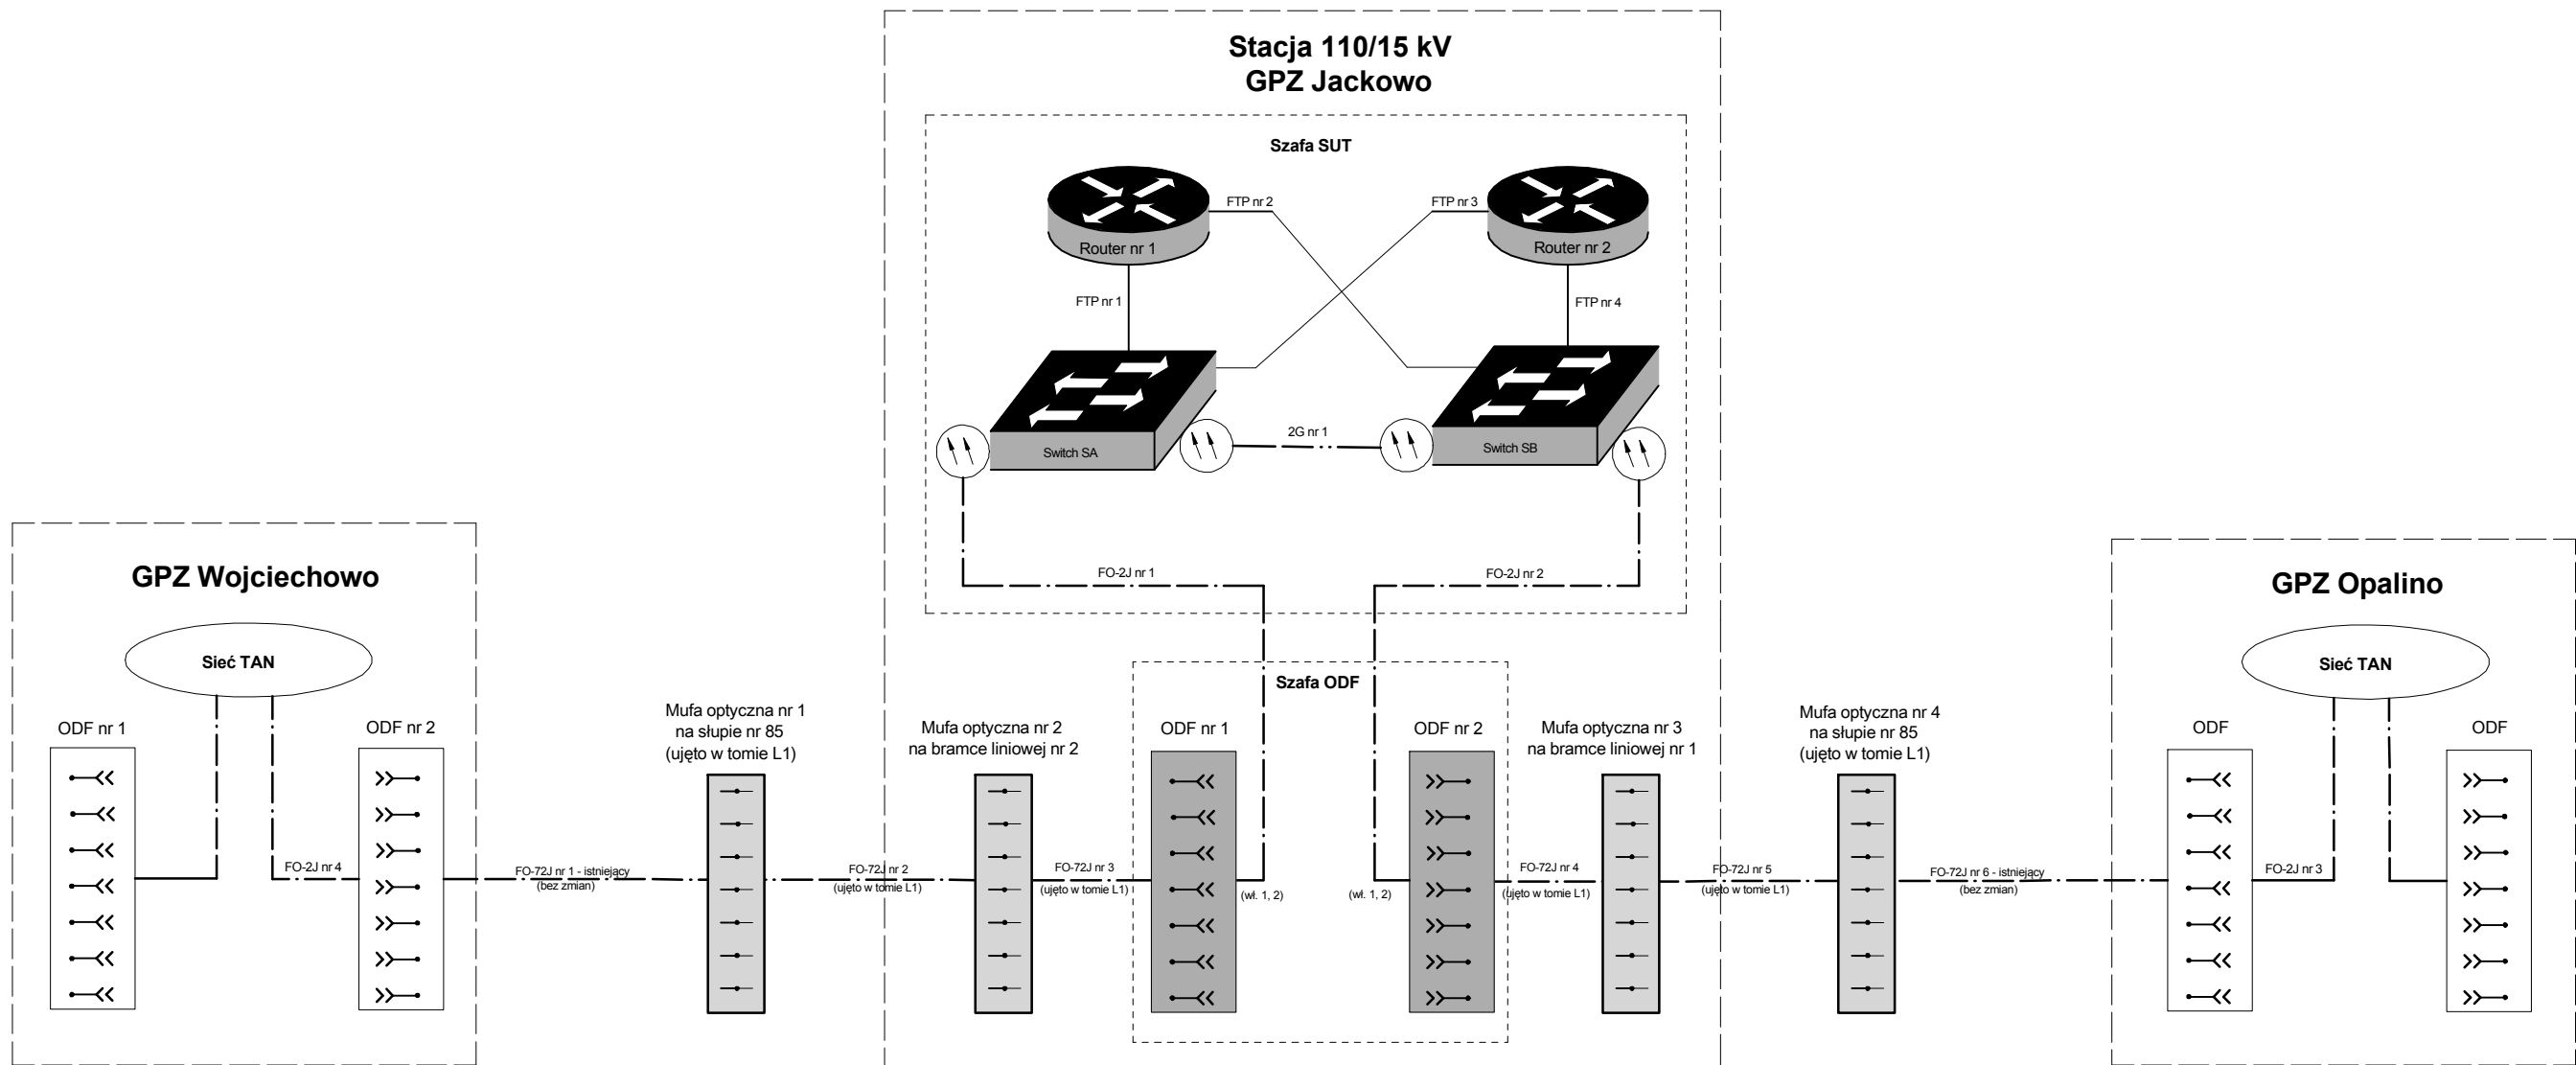 Stacja 110/15 kV
GPZ Jackowo
Szafa SUT
FTP nr 2
FTP nr 3
Router nr 1
Router nr 2
FTP nr 1
FTP nr 4
2G nr 1
Switch SA
Switch SB
FO-2J nr 1
FO-2J nr 2
GPZ Wojciechowo
Sieć TAN
ODF nr 1
ODF nr 2
FO-2J nr 4
FO-72J nr 1 - istniejący
(bez zmian)
Mufa optyczna nr 1
na słupie nr 85
(ujęto w tomie L1)
FO-72J nr 2
(ujęto w tomie L1)
Mufa optyczna nr 2
na bramce liniowej nr 2
FO-72J nr 3
(ujęto w tomie L1)
Szafa ODF
ODF nr 1
(wł. 1, 2)
ODF nr 2
(wł. 1, 2)
FO-72J nr 4
(ujęto w tomie L1)
Mufa optyczna nr 3
na bramce liniowej nr 1
FO-72J nr 5
(ujęto w tomie L1)
Mufa optyczna nr 4
na słupie nr 85
(ujęto w tomie L1)
FO-72J nr 6 - istniejący
(bez zmian)
GPZ Opalino
Sieć TAN
ODF
ODF
FO-2J nr 3